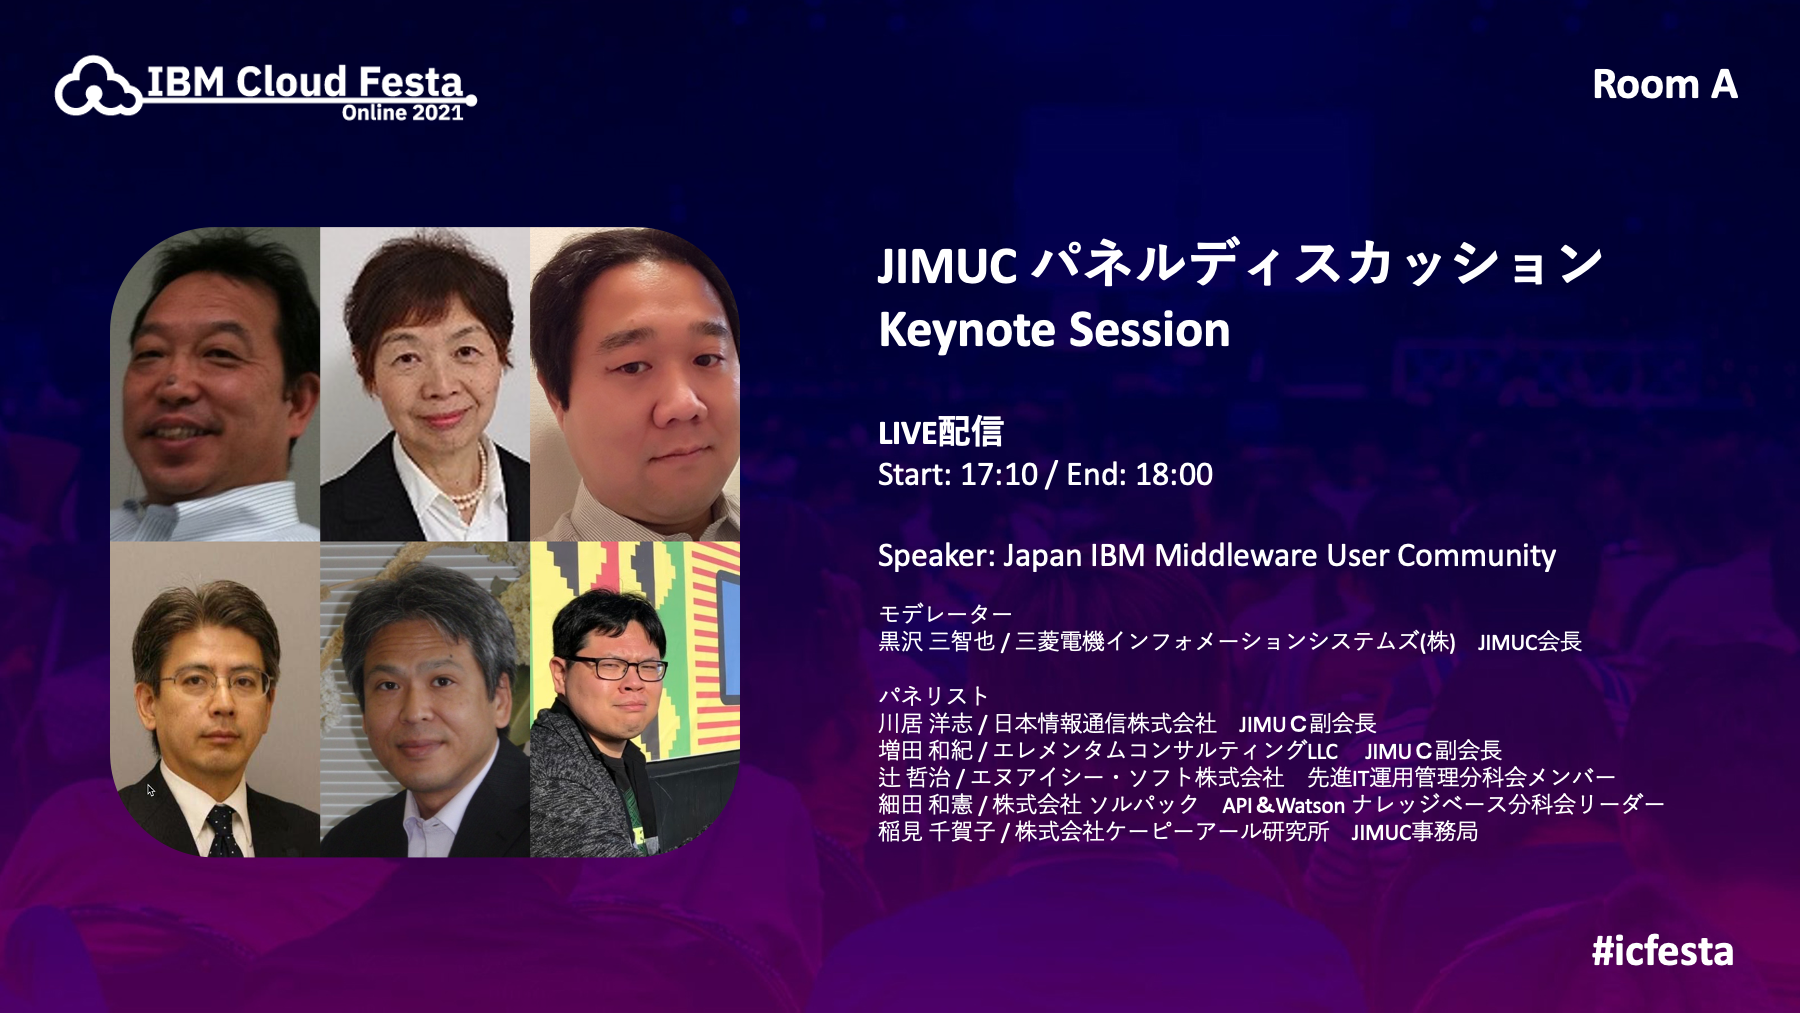 IBM Cloud Festa
Online 2021
Room A
JIMUC パネルディスカッション
Keynote Session
LIVE配信
Start: 17:10 / End: 18:00
Speaker: Japan IBM Middleware User Community
モデレーター
黒沢 三智也 / 三菱電機インフォメーションシステムズ(株)　JIMUC会長
パネリスト
川居 洋志 / 日本情報通信株式会社　JIMUＣ副会長
増田 和紀 / エレメンタムコンサルティングLLC　JIMUＣ副会長
辻 哲治 / エヌアイシー・ソフト株式会社　先進IT運用管理分科会メンバー
細田 和憲 / 株式会社 ソルパック　API＆Watson ナレッジベース分科会リーダー
稲見 千賀子 / 株式会社ケーピーアール研究所　JIMUC事務局
#icfesta